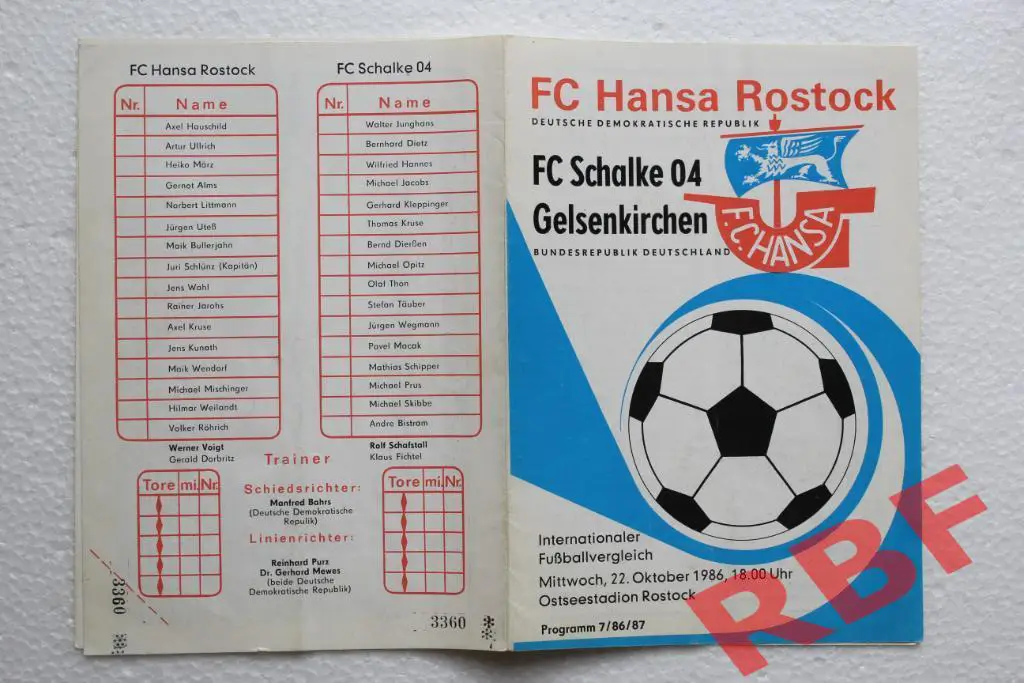 FC Hansa Rostock
Nr. Name
Axel Hauschild
Artur Ullrich
Heiko März
Gernot Alms
Norbert Littmann
Jürgen Uteß
Maik Bullerjahn
Juri Schlünz (Kapitän)
Jens Wahl
Rainer Jarohs
Axel Kruse
Jens Kunath
Maik Wendorf
Michael Mischinger
Hilmar Weilandt
Volker Röhrich
Werner Voigt
Gerald Dorbritz
FC Schalke 04
Nr. Name
Walter Junghans
Bernhard Dietz
Wilfried Hannes
Michael Jacobs
Gerhard Kleppinger
Thomas Kruse
Bernd Dierßen
Michael Opitz
Olaf Thon
Stefan Täuber
Jürgen Wegmann
Pavel Macak
Mathias Schipper
Michael Prus
Michael Skibbe
Andre Bistram
Rolf Schafstall
Klaus Fichtel
Trainer
Tore mi. Nr.
Schiedsrichter:
Manfred Bahrs
(Deutsche Demokratische
Repulik)
Linienrichter:
Reinhard Purz
Dr. Gerhard Mewes
(beide Deutsche
Demokratische Republik)
Tore mi. Nr.
3360
3360
FC Hansa Rostock
DEUTSCHE DEMOKRATISCHE REPUBLIK
FC Schalke 04
Gelsenkirchen
BUNDESREPUBLIK DEUTSCHLAND
F.C.HANSA
Internationaler
Fußballvergleich
Mittwoch, 22. Oktober 1986, 18.00 Uhr
Ostseestadion Rostock
Programm 7/86/87
RBF